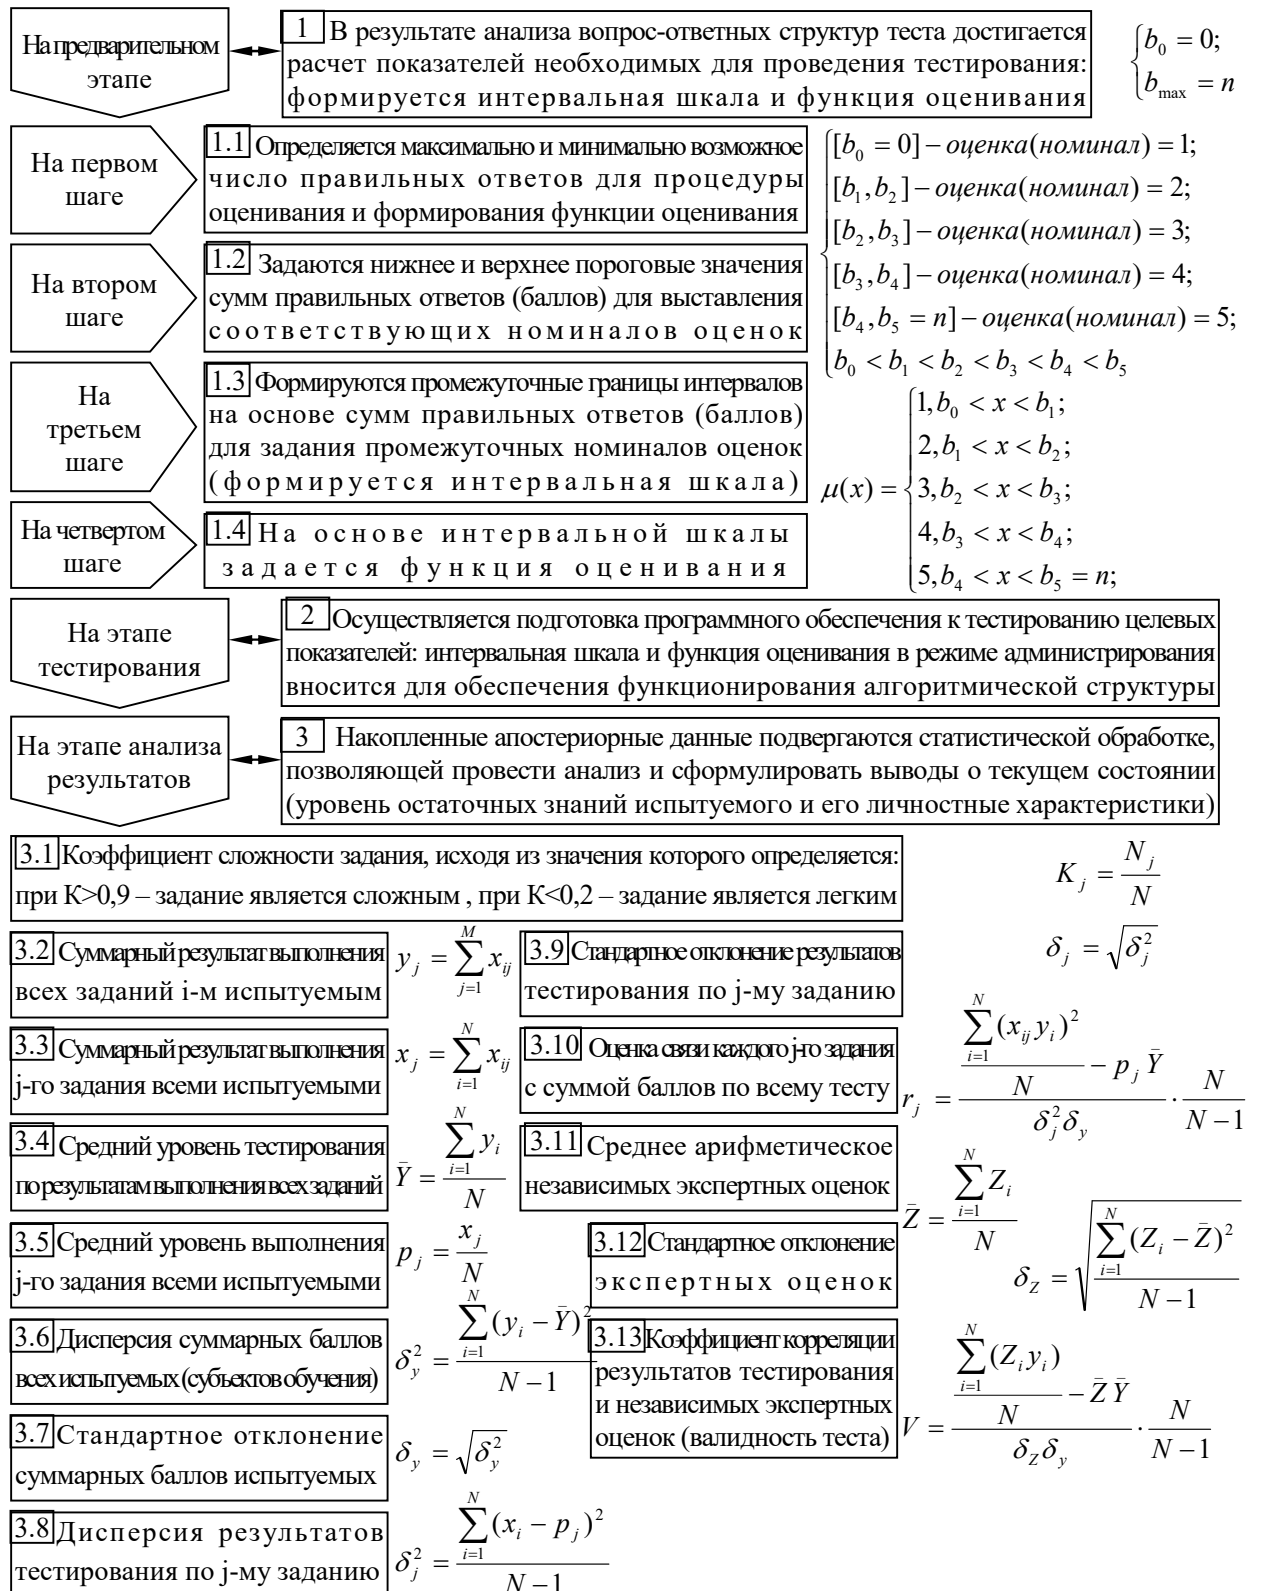 На предварительном
этапе
1 В результате анализа вопрос-ответных структур теста достигается
расчет показателей необходимых для проведения тестирования:
формируется интервальная шкала и функция оценивания
b₀ = 0;
b_max = n
На первом
шаге
1.1 Определяется максимально и минимально возможное
число правильных ответов для процедуры
оценивания и формирования функции оценивания
На втором
шаге
1.2 Задаются нижнее и верхнее пороговые значения
сумм правильных ответов (баллов) для выставления
соответствующих номиналов оценок
[b₀ = 0] – оценка(номинал) = 1;
[b₁, b₂] – оценка(номинал) = 2;
[b₂, b₃] – оценка(номинал) = 3;
[b₃, b₄] – оценка(номинал) = 4;
[b₄, b₅ = n] – оценка(номинал) = 5;
b₀ < b₁ < b₂ < b₃ < b₄ < b₅
На
третьем
шаге
1.3 Формируются промежуточные границы интервалов
на основе сумм правильных ответов (баллов)
для задания промежуточных номиналов оценок
(формируется интервальная шкала)
На четвертом
шаге
1.4 На основе интервальной шкалы
задается функция оценивания
μ(x) =
1, b₀ < x < b₁;
2, b₁ < x < b₂;
3, b₂ < x < b₃;
4, b₃ < x < b₄;
5, b₄ < x < b₅ = n;
На этапе
тестирования
2 Осуществляется подготовка программного обеспечения к тестированию целевых
показателей: интервальная шкала и функция оценивания в режиме администрирования
вносится для обеспечения функционирования алгоритмической структуры
На этапе анализа
результатов
3 Накопленные апостериорные данные подвергаются статистической обработке,
позволяющей провести анализ и сформулировать выводы о текущем состоянии
(уровень остаточных знаний испытуемого и его личностные характеристики)
3.1 Коэффициент сложности задания, исходя из значения которого определяется:
при К>0,9 – задание является сложным , при К<0,2 – задание является легким
K_j = N_j / N
3.2 Суммарный результат выполнения
всех заданий i-м испытуемым
y_j = ∑_{j=1}^{M} x_ij
3.3 Суммарный результат выполнения
j-го задания всеми испытуемыми
x_j = ∑_{i=1}^{N} x_ij
3.4 Средний уровень тестирования
по результатам выполнения всех заданий
Ȳ = ∑_{i=1}^{N} y_i / N
3.5 Средний уровень выполнения
j-го задания всеми испытуемыми
p_j = x_j / N
3.6 Дисперсия суммарных баллов
всех испытуемых (субъектов обучения)
δ_y² = ∑_{i=1}^{N} (y_i − Ȳ)² / (N − 1)
3.7 Стандартное отклонение
суммарных баллов испытуемых
δ_y = √δ_y²
3.8 Дисперсия результатов
тестирования по j-му заданию
δ_j² = ∑_{i=1}^{N} (x_i − p_j)² / (N − 1)
3.9 Стандартное отклонение результатов
тестирования по j-му заданию
δ_j = √δ_j²
3.10 Оценка связи каждого j-го задания
с суммой баллов по всему тесту
r_j = (∑_{i=1}^{N} (x_ij y_i)² / N − p_j Ȳ) / (δ_j² δ_y) · N / (N − 1)
3.11 Среднее арифметическое
независимых экспертных оценок
Z̄ = ∑_{i=1}^{N} Z_i / N
3.12 Стандартное отклонение
экспертных оценок
δ_Z = √(∑_{i=1}^{N} (Z_i − Z̄)² / (N − 1))
3.13 Коэффициент корреляции
результатов тестирования
и независимых экспертных
оценок (валидность теста)
V = (∑_{i=1}^{N} (Z_i y_i) / N − Z̄ Ȳ) / (δ_Z δ_y) · N / (N − 1)